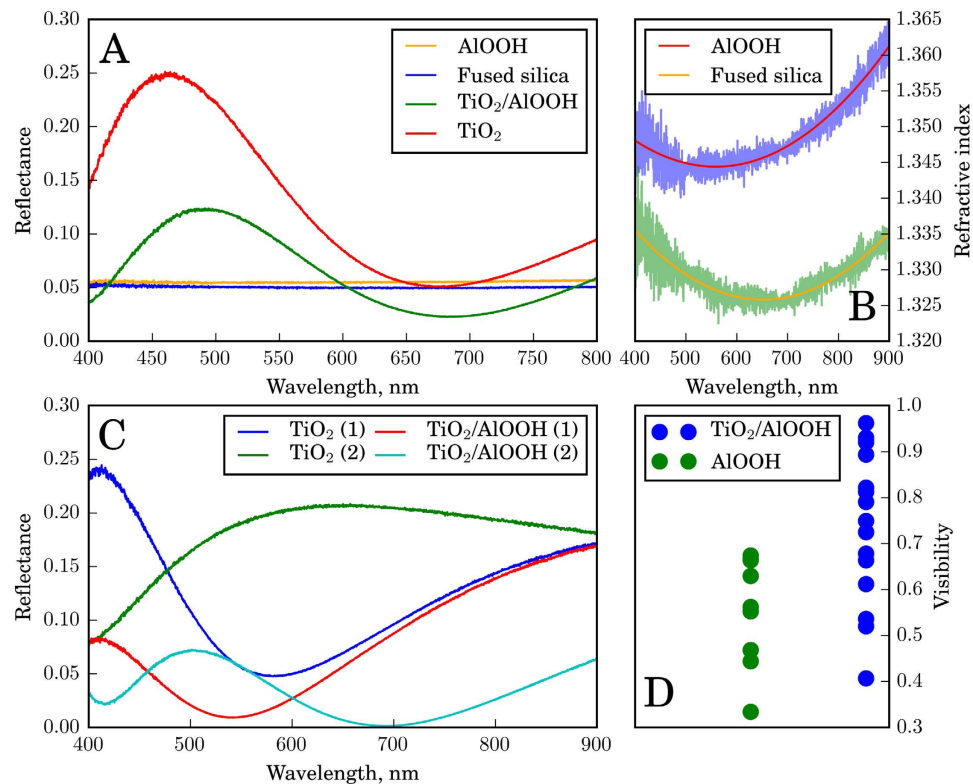 A
0.30
0.25
0.20
0.15
0.10
0.05
0.00
Reflectance
400 450 500 550 600 650 700 750 800
Wavelength, nm
AlOOH
Fused silica
TiO₂/AlOOH
TiO₂
B
AlOOH
Fused silica
1.365
1.360
1.355
1.350
1.345
1.340
1.335
1.330
1.325
1.320
Refractive index
400 500 600 700 800 900
Wavelength, nm
C
0.30
0.25
0.20
0.15
0.10
0.05
0.00
Reflectance
400 500 600 700 800 900
Wavelength, nm
TiO₂ (1) TiO₂/AlOOH (1)
TiO₂ (2) TiO₂/AlOOH (2)
D
TiO₂/AlOOH
AlOOH
1.0
0.9
0.8
0.7
0.6
0.5
0.4
0.3
Visibility